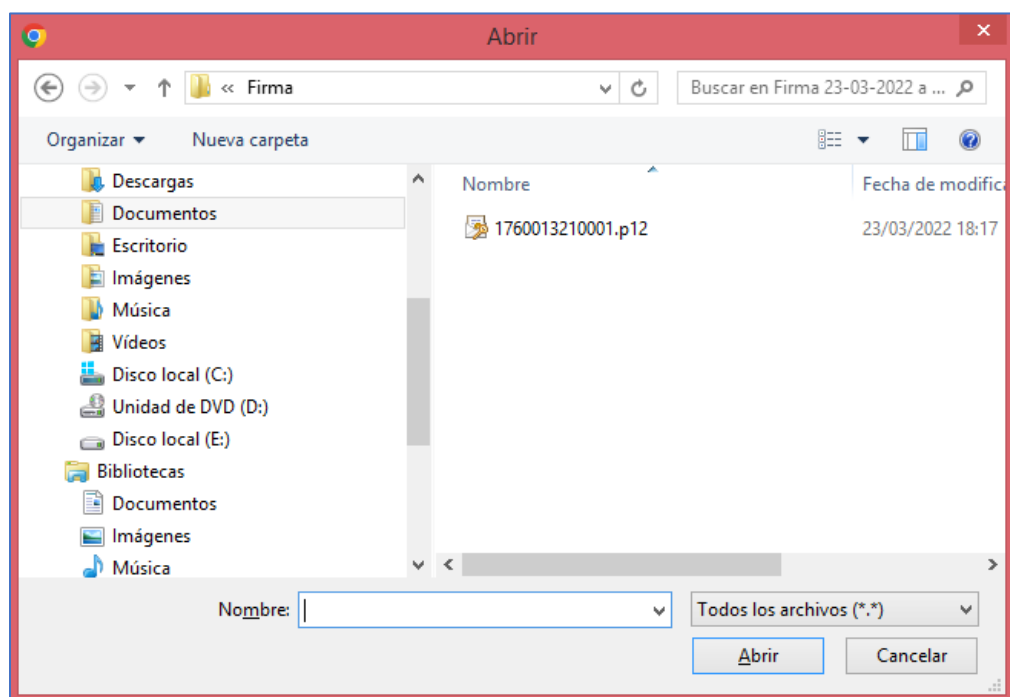 Abrir
« Firma
Buscar en Firma 23-03-2022 a ...
Organizar
Nueva carpeta
Descargas
Documentos
Escritorio
Imágenes
Música
Vídeos
Disco local (C:)
Unidad de DVD (D:)
Disco local (E:)
Bibliotecas
Documentos
Imágenes
Música
Nombre
Fecha de modifica
1760013210001.p12
23/03/2022 18:17
Nombre:
Todos los archivos (*.*)
Abrir
Cancelar